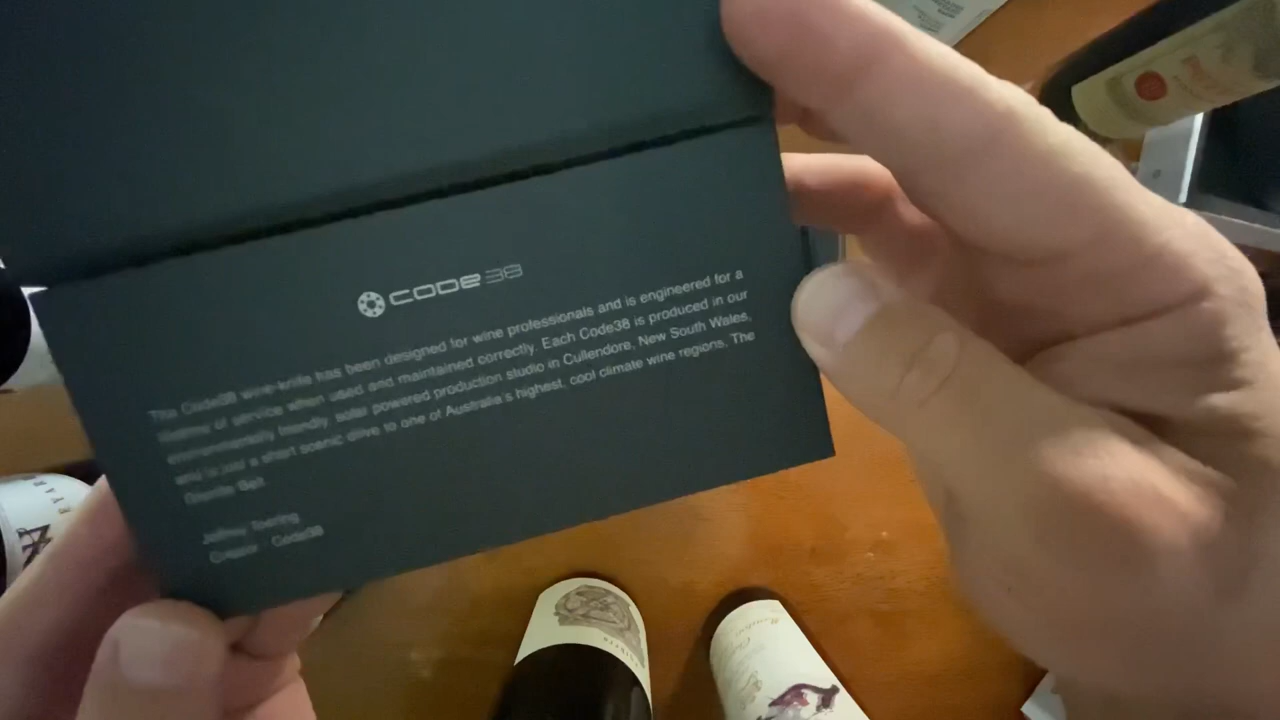 CODE38
The Code38 wine-knife has been designed for wine professionals and is engineered for a
lifetime of service when used and maintained correctly. Each Code38 is produced in our
environmentally friendly, solar powered production studio in Cullendore, New South Wales,
and is just a short scenic drive to one of Australia's highest, cool climate wine regions, The
Granite Belt.
Jeffrey Toering
Creator - Code38